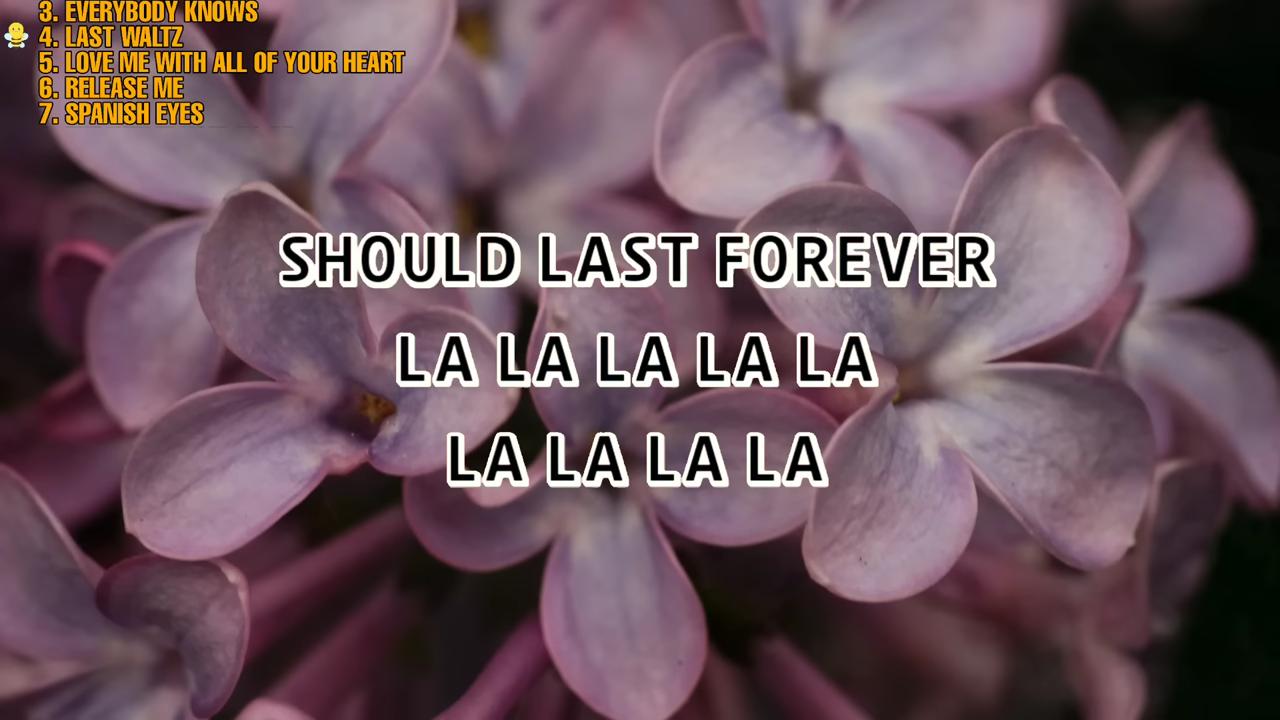 3. EVERYBODY KNOWS
4. LAST WALTZ
5. LOVE ME WITH ALL OF YOUR HEART
6. RELEASE ME
7. SPANISH EYES
SHOULD LAST FOREVER
LA LA LA LA LA
LA LA LA LA